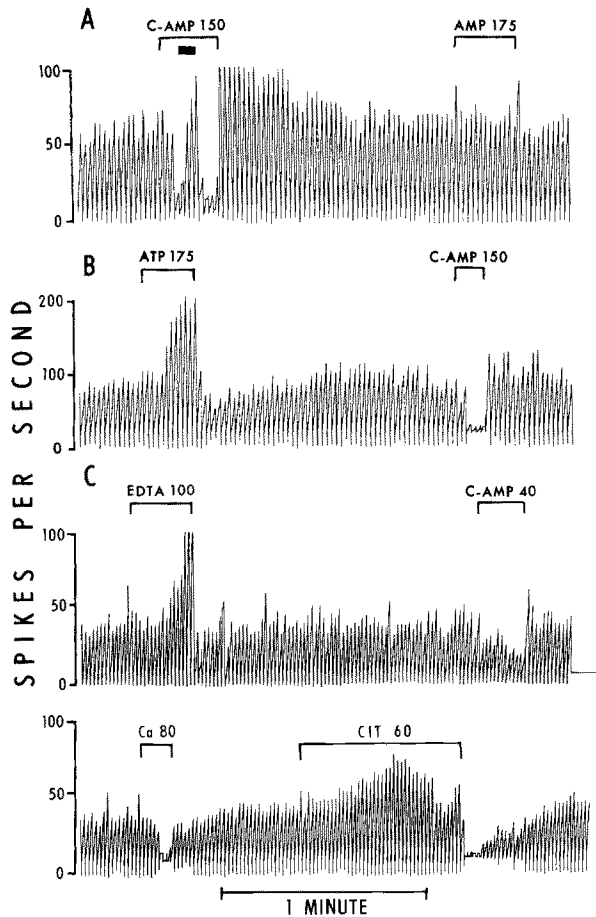 A
C-AMP 150
AMP 175
100
50
0
B
ATP 175
C-AMP 150
200
100
0
SPIKES PER SECOND
C
EDTA 100
C-AMP 40
100
50
0
Ca 80
CIT 60
100
50
0
1 MINUTE